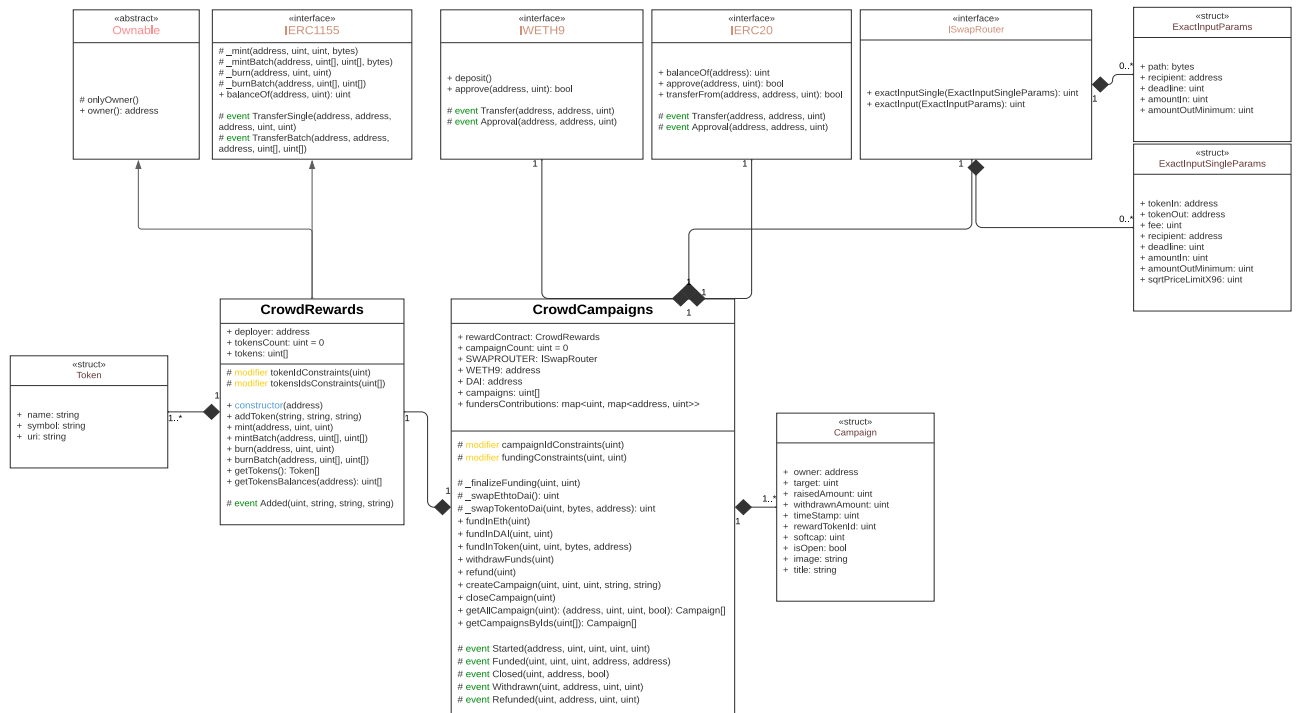 «abstract»
Ownable
# onlyOwner()
+ owner(): address
«interface»
IERC1155
# _mint(address, uint, uint, bytes)
# _mintBatch(address, uint[], uint[], bytes)
# _burn(address, uint, uint)
# _burnBatch(address, uint[], uint[])
+ balanceOf(address, uint): uint
# event TransferSingle(address, address,
address, uint, uint)
# event TransferBatch(address, address,
address, uint[], uint[])
«interface»
IWETH9
+ deposit()
+ approve(address, uint): bool
# event Transfer(address, address, uint)
# event Approval(address, address, uint)
1
«interface»
IERC20
+ balanceOf(address): uint
+ approve(address, uint): bool
+ transferFrom(address, address, uint): bool
# event Transfer(address, address, uint)
# event Approval(address, address, uint)
1
«interface»
ISwapRouter
+ exactInputSingle(ExactInputSingleParams): uint
+ exactInput(ExactInputParams): uint
1
1
0..*
«struct»
ExactInputParams
+ path: bytes
+ recipient: address
+ deadline: uint
+ amountIn: uint
+ amountOutMinimum: uint
«struct»
ExactInputSingleParams
+ tokenIn: address
+ tokenOut: address
+ fee: uint
+ recipient: address
+ deadline: uint
+ amountIn: uint
+ amountOutMinimum: uint
+ sqrtPriceLimitX96: uint
0..*
«struct»
Token
+ name: string
+ symbol: string
+ uri: string
1..*
1
CrowdRewards
+ deployer: address
+ tokensCount: uint = 0
+ tokens: uint[]
# modifier tokenIdConstraints(uint)
# modifier tokensIdsConstraints(uint[])
+ constructor(address)
+ addToken(string, string, string)
+ mint(address, uint, uint)
+ mintBatch(address, uint[], uint[])
+ burn(address, uint, uint)
+ burnBatch(address, uint[], uint[])
+ getTokens(): Token[]
+ getTokensBalances(address): uint[]
# event Added(uint, string, string, string)
1
1
1
1
1
CrowdCampaigns
+ rewardContract: CrowdRewards
+ campaignCount: uint = 0
+ SWAPROUTER: ISwapRouter
+ WETH9: address
+ DAI: address
+ campaigns: uint[]
+ fundersContributions: map<uint, map<address, uint>>
# modifier campaignIdConstraints(uint)
# modifier fundingConstraints(uint, uint)
# _finalizeFunding(uint, uint)
# _swapEthtoDai(): uint
# _swapTokentoDai(uint, bytes, address): uint
+ fundInEth(uint)
+ fundInDAI(uint, uint)
+ fundInToken(uint, uint, bytes, address)
+ withdrawFunds(uint)
+ refund(uint)
+ createCampaign(uint, uint, uint, string, string)
+ closeCampaign(uint)
+ getAllCampaign(uint): (address, uint, uint, bool): Campaign[]
+ getCampaignsByIds(uint[]): Campaign[]
# event Started(address, uint, uint, uint, uint)
# event Funded(uint, uint, uint, address, address)
# event Closed(uint, address, bool)
# event Withdrawn(uint, address, uint, uint)
# event Refunded(uint, address, uint, uint)
1
1..*
«struct»
Campaign
+ owner: address
+ target: uint
+ raisedAmount: uint
+ withdrawnAmount: uint
+ timeStamp: uint
+ rewardTokenId: uint
+ softcap: uint
+ isOpen: bool
+ image: string
+ title: string